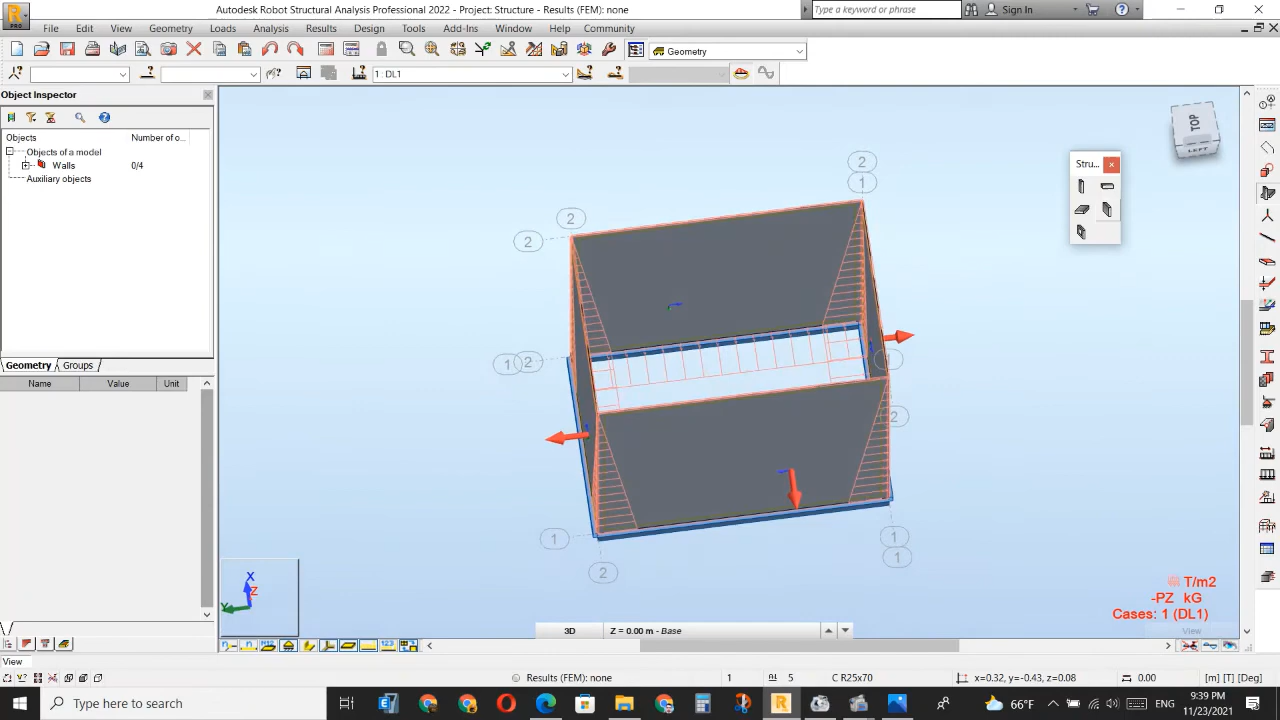 Autodesk Robot Structural Analysis Professional 2022 - Project: Structure - Results (FEM): none
Type a keyword or phrase
Sign In
PRO
File Edit View Geometry Loads Analysis Results Design Tools Add-Ins Window Help Community
Geometry
1: DL1
Object Inspector
Objects Number of o...
Objects of a model
Walls 0/4
Auxiliary objects
Geometry Groups
Name Value Unit
TOP
LEFT
Stru...
2
1
2
2
1
2
1
2
1
1
1
2
X
Z
Y
T/m2
-PZ kG
Cases: 1 (DL1)
View
3D Z = 0.00 m - Base
View
Results (FEM): none 1 5 C R25x70 x=0.32, y=-0.43, z=0.08 0.00 [m] [T] [Deg]
Type here to search
66°F
ENG
9:39 PM
11/23/2021